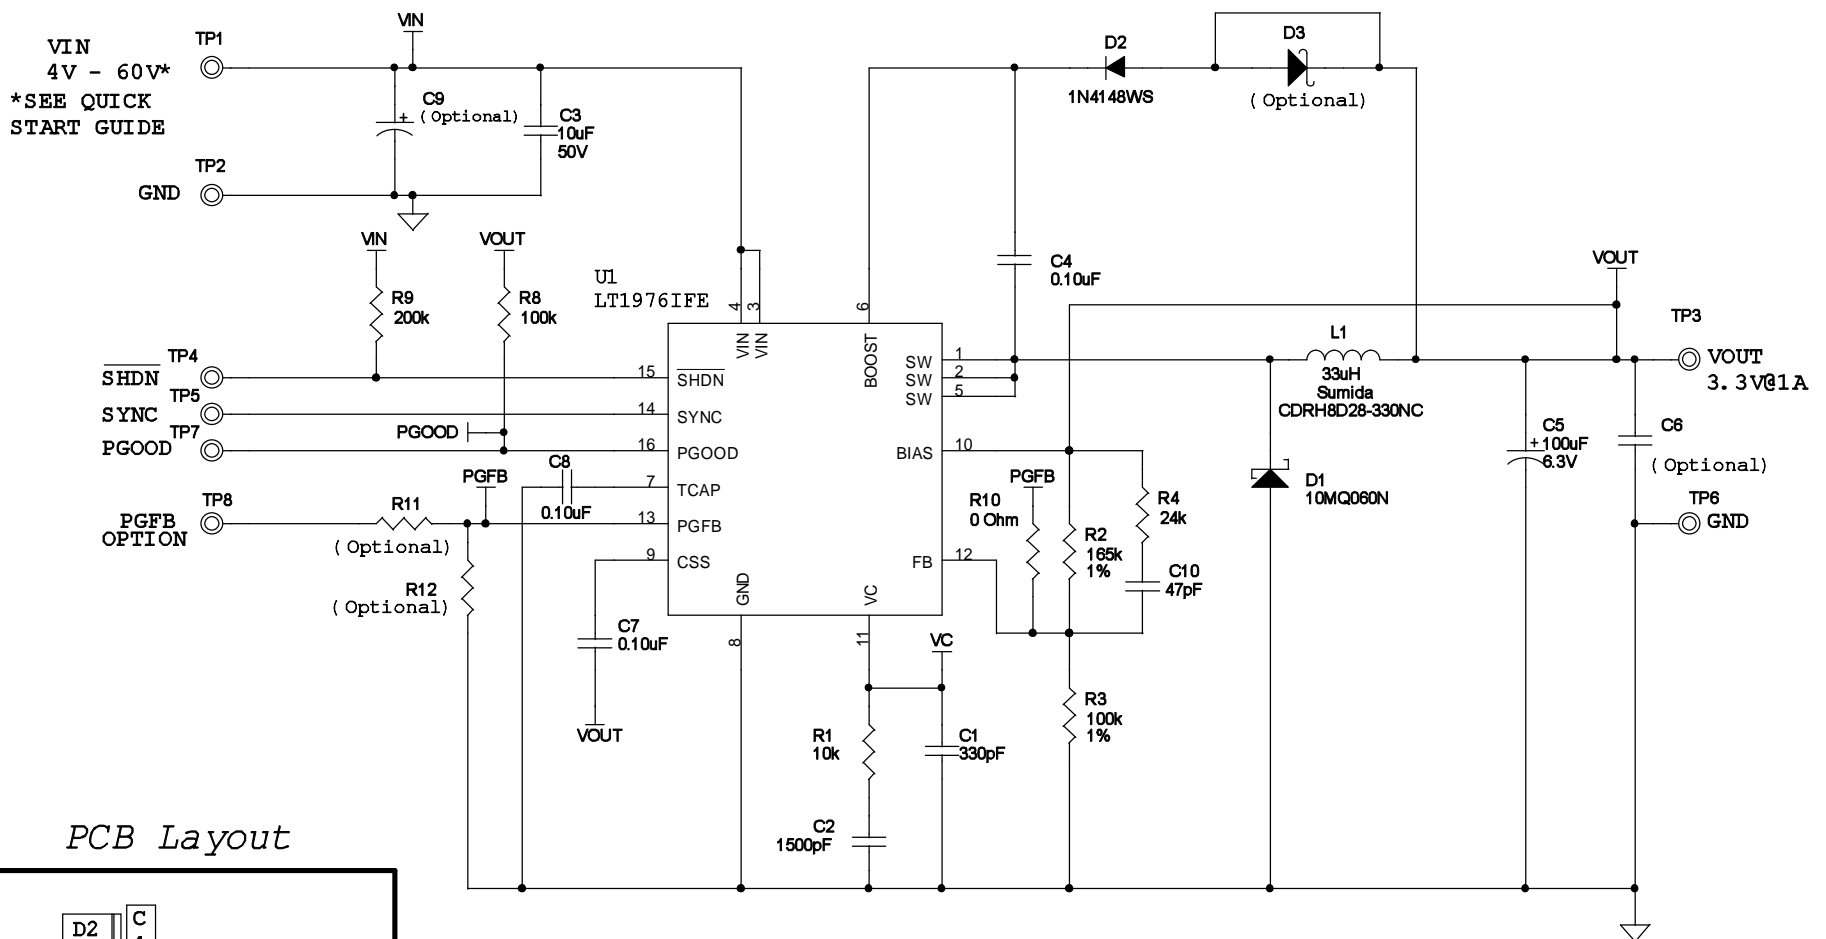 VIN
4V - 60V*
*SEE QUICK
START GUIDE
TP1
VIN
C9
(Optional)
C3
10uF
50V
TP2
GND
D2
1N4148WS
D3
(Optional)
C4
0.10uF
VIN
R9
200k
VOUT
R8
100k
U1
LT1976IFE
4
3
6
VIN
VIN
BOOST
SW
1
SW
2
SW
5
L1
33uH
Sumida
CDRH8D28-330NC
VOUT
TP3
VOUT
3.3V@1A
TP4
SHDN
15
SHDN
TP5
SYNC
14
SYNC
TP7
PGOOD
PGOOD
16
PGOOD
C8
0.10uF
7
TCAP
TP8
PGFB
OPTION
R11
(Optional)
PGFB
13
PGFB
R12
(Optional)
9
CSS
C7
0.10uF
VOUT
BIAS
10
FB
12
GND
8
VC
11
R10
0 Ohm
PGFB
R2
165k
1%
R4
24k
C10
47pF
R3
100k
1%
D1
10MQ060N
C5
+100uF
6.3V
C6
(Optional)
TP6
GND
VC
R1
10k
C1
330pF
C2
1500pF
PCB Layout
D2
C